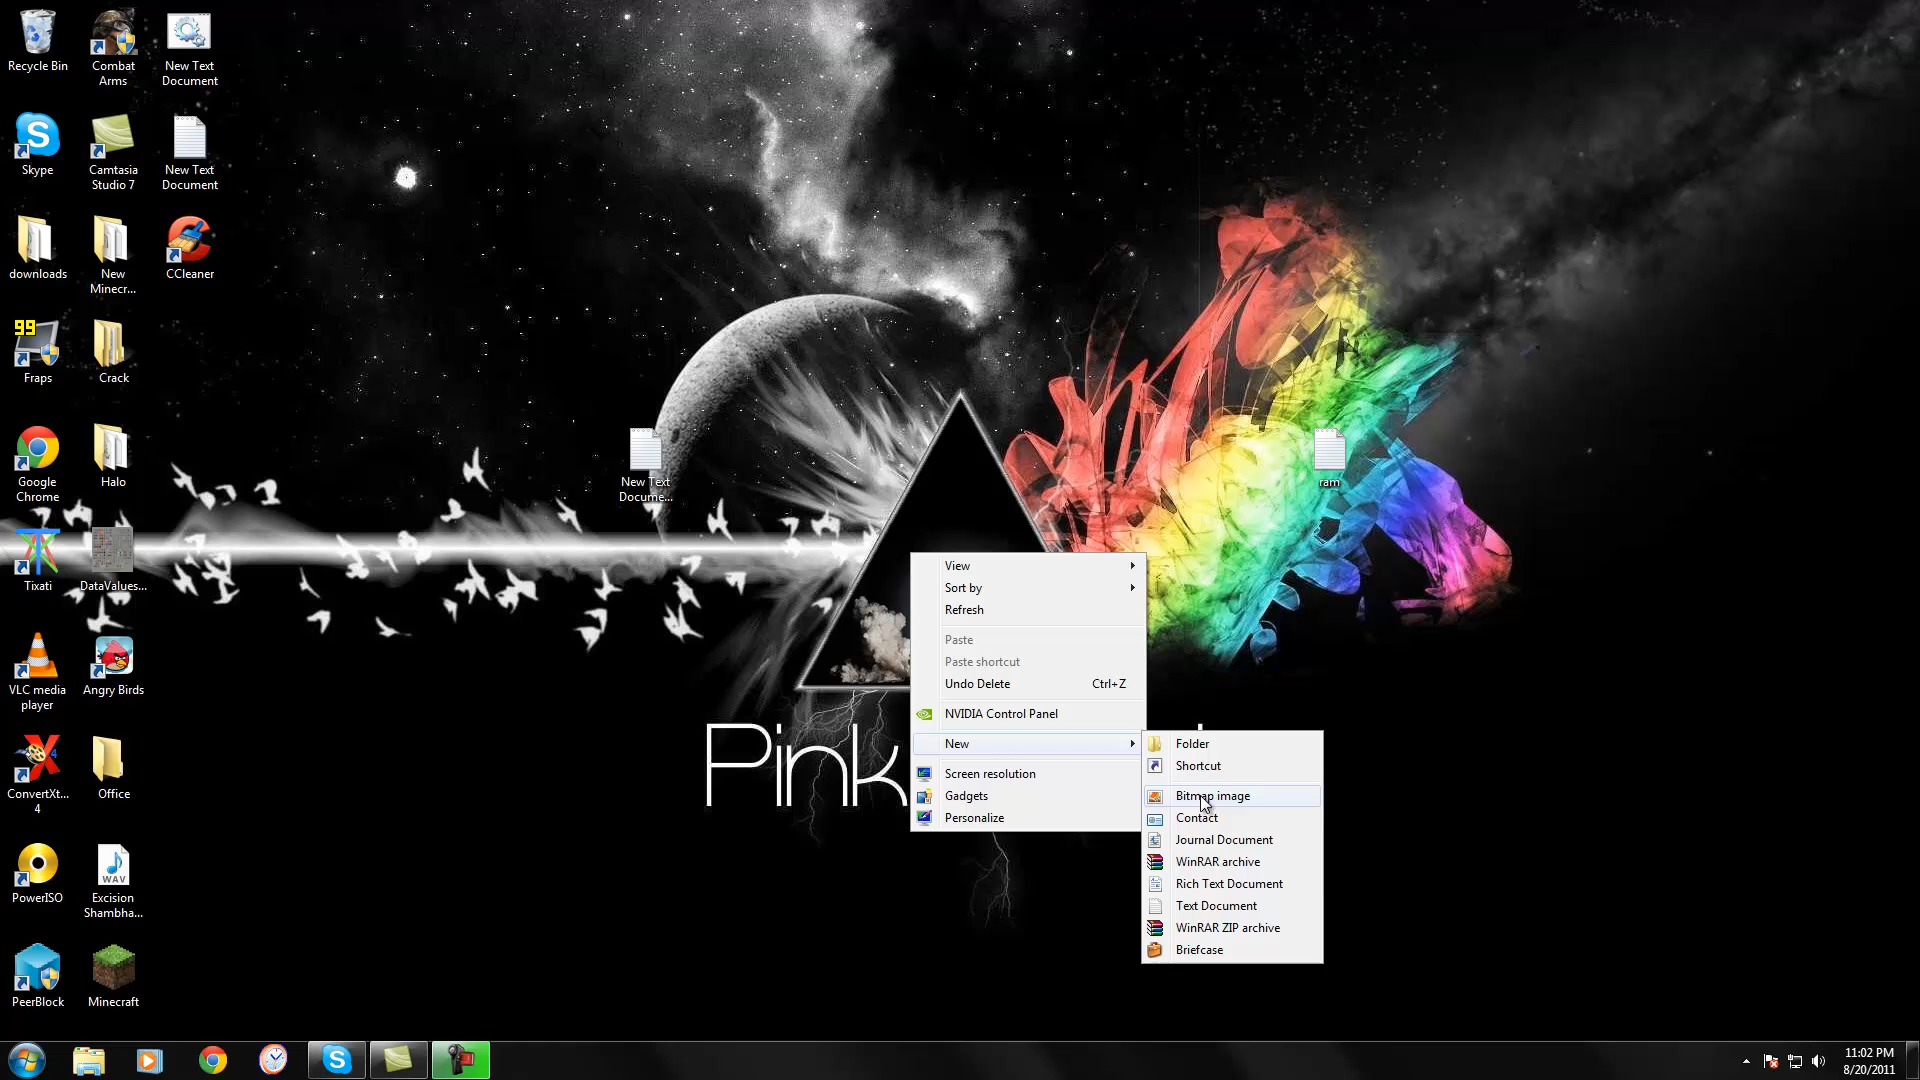 Recycle Bin
Combat
Arms
New Text
Document
Skype
Camtasia
Studio 7
New Text
Document
downloads
New
Minecr...
CCleaner
99
Fraps
Crack
Google
Chrome
Halo
New Text
Docume...
ram
Tixati
DataValues...
VLC media
player
Angry Birds
ConvertXt...
4
Office
PowerISO
WAV
Excision
Shambha...
PeerBlock
Minecraft
View
Sort by
Refresh
Paste
Paste shortcut
Undo Delete Ctrl+Z
NVIDIA Control Panel
New
Screen resolution
Gadgets
Personalize
Folder
Shortcut
Bitmap image
Contact
Journal Document
WinRAR archive
Rich Text Document
Text Document
WinRAR ZIP archive
Briefcase
Pink
11:02 PM
8/20/2011